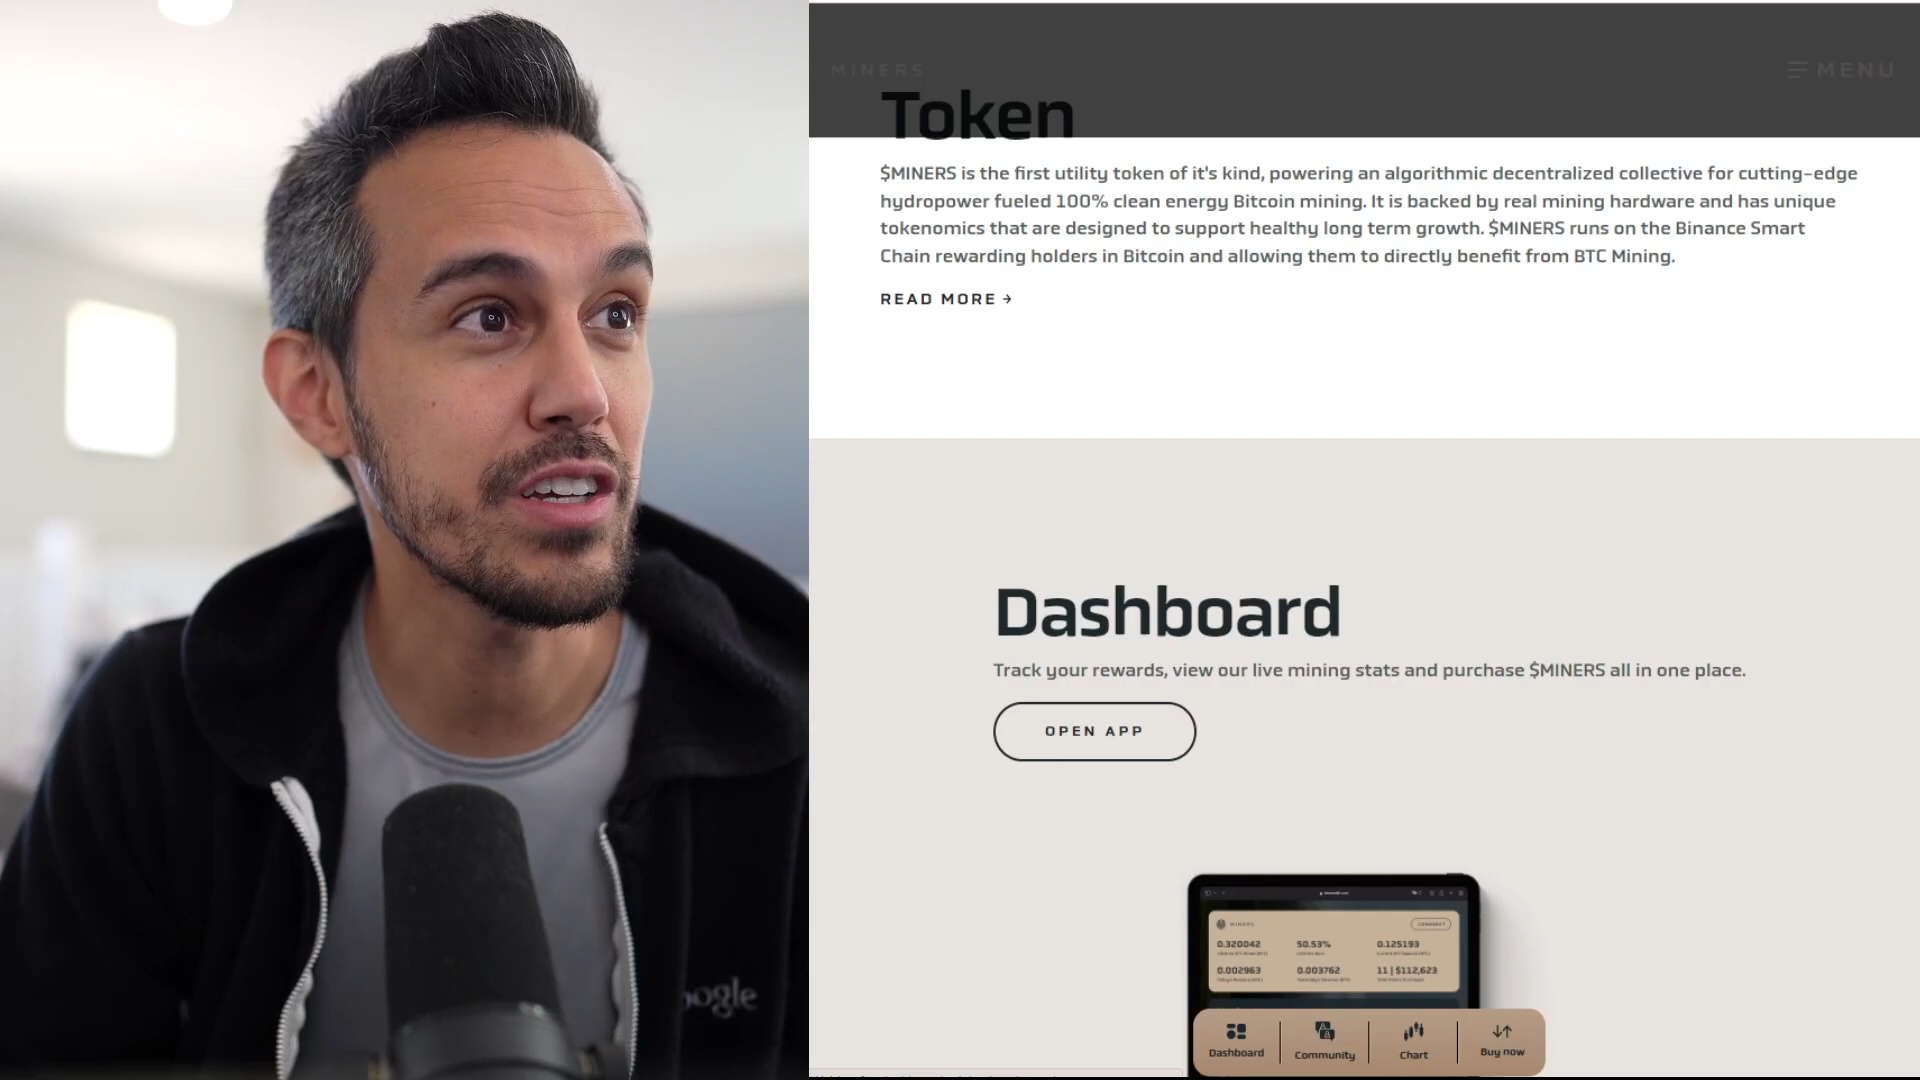 MINERS
MENU
Token
$MINERS is the first utility token of it's kind, powering an algorithmic decentralized collective for cutting-edge
hydropower fueled 100% clean energy Bitcoin mining. It is backed by real mining hardware and has unique
tokenomics that are designed to support healthy long term growth. $MINERS runs on the Binance Smart
Chain rewarding holders in Bitcoin and allowing them to directly benefit from BTC Mining.
READ MORE →
Dashboard
Track your rewards, view our live mining stats and purchase $MINERS all in one place.
OPEN APP
MINERS
0.320042
50.53%
0.125193
0.002963
0.003762
11 | $112,623
Dashboard
Community
Chart
Buy now
oogle